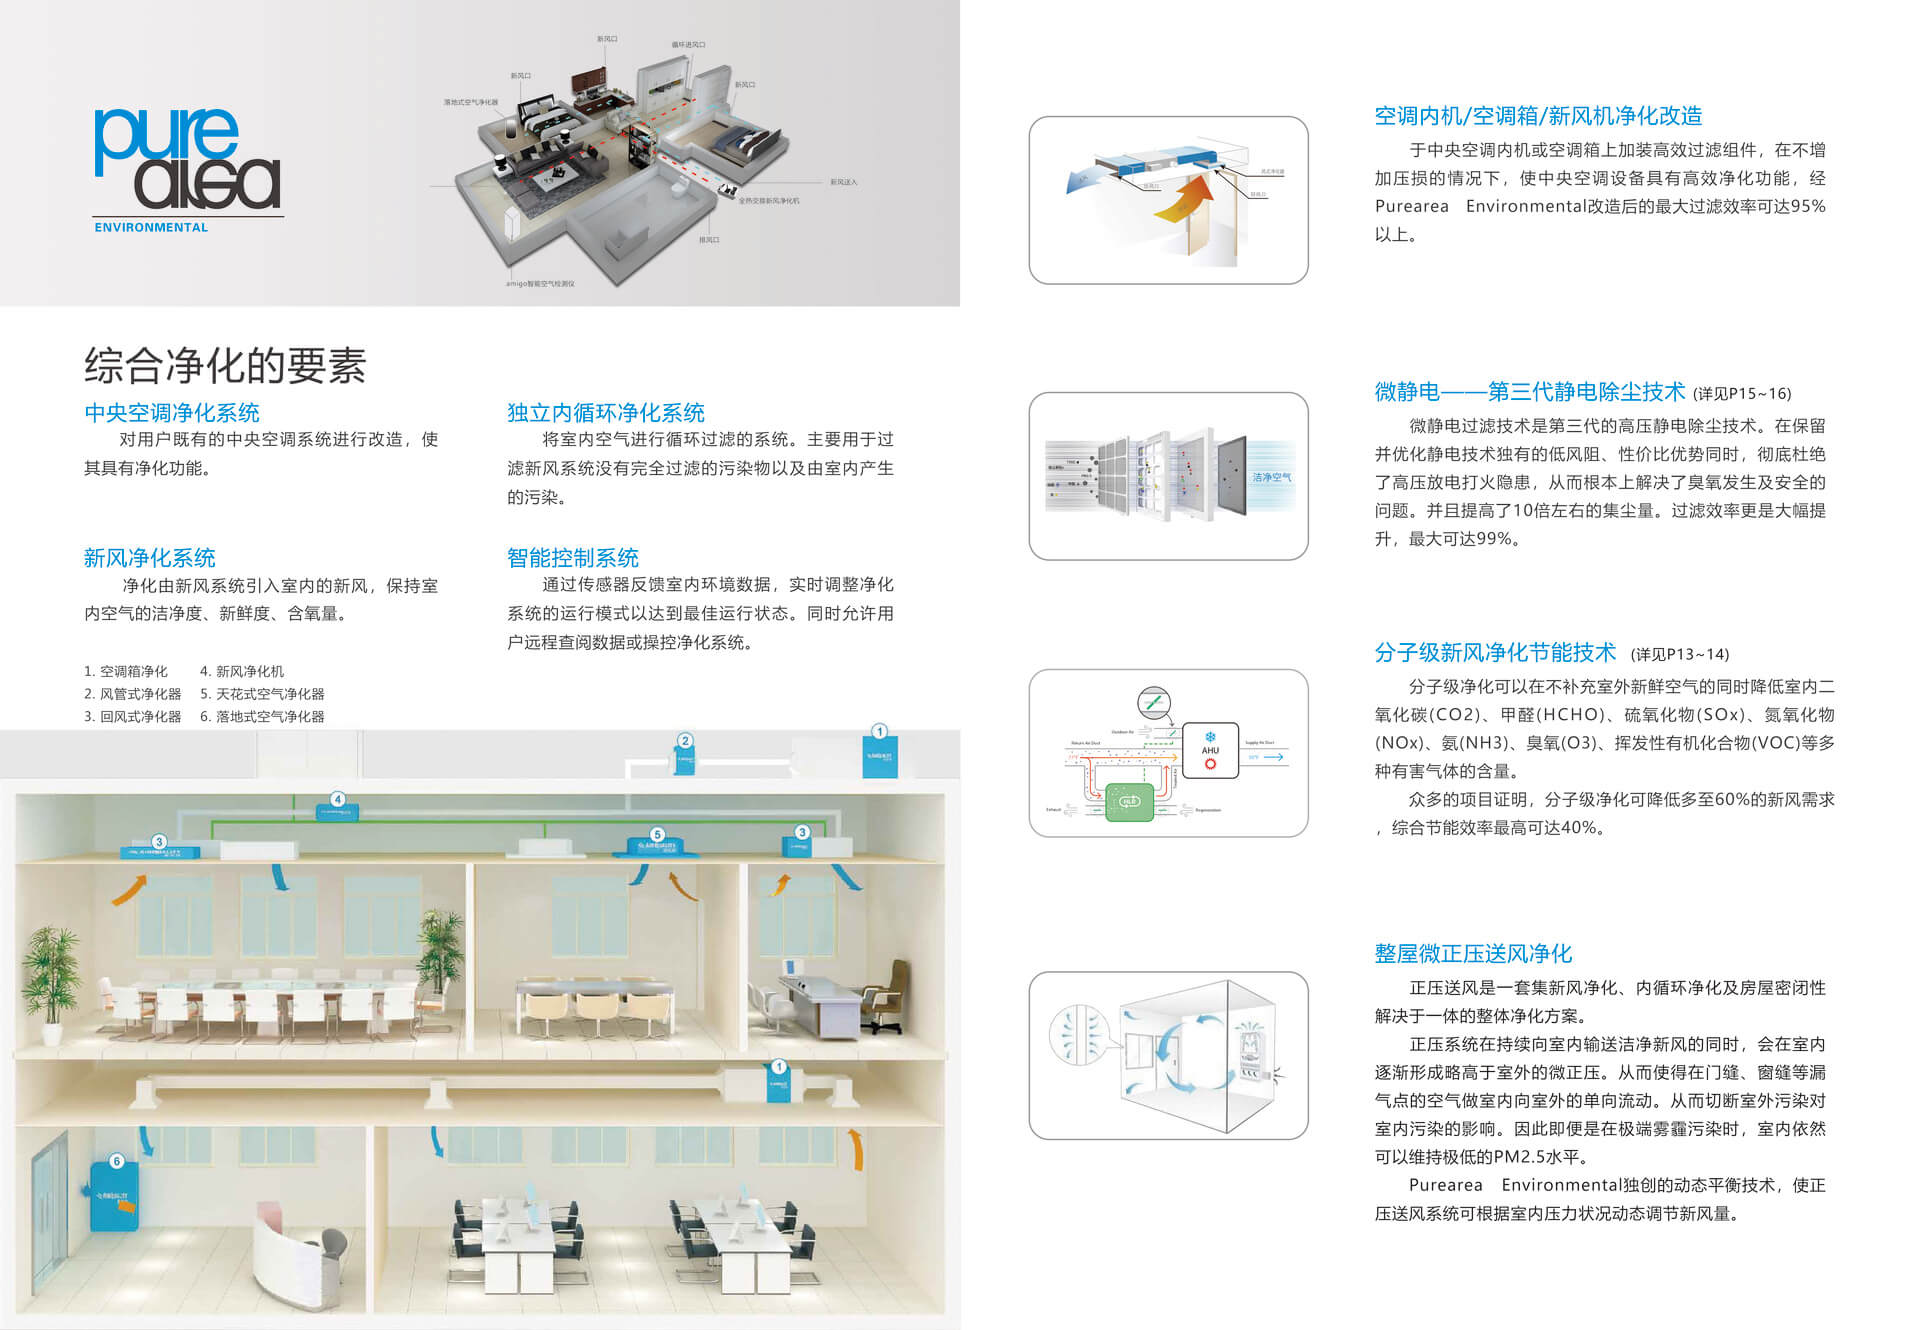 pure
area
ENVIRONMENTAL
新风口
循环进风口
新风口
新风口
落地式空气净化器
新风送入
全热交换新风净化机
排风口
amigo智能空气检测仪
综合净化的要素
中央空调净化系统
对用户既有的中央空调系统进行改造，使
其具有净化功能。
新风净化系统
净化由新风系统引入室内的新风，保持室
内空气的洁净度、新鲜度、含氧量。
独立内循环净化系统
将室内空气进行循环过滤的系统。主要用于过
滤新风系统没有完全过滤的污染物以及由室内产生
的污染。
智能控制系统
通过传感器反馈室内环境数据，实时调整净化
系统的运行模式以达到最佳运行状态。同时允许用
户远程查阅数据或操控净化系统。
1. 空调箱净化
2. 风管式净化器
3. 回风式净化器
4. 新风净化机
5. 天花式空气净化器
6. 落地式空气净化器
1
2
4
3
5
3
1
6
空调内机/空调箱/新风机净化改造
于中央空调内机或空调箱上加装高效过滤组件，在不增
加压损的情况下，使中央空调设备具有高效净化功能，经
Purearea Environmental改造后的最大过滤效率可达95%
以上。
微静电——第三代静电除尘技术 (详见P15~16)
微静电过滤技术是第三代的高压静电除尘技术。在保留
并优化静电技术独有的低风阻、性价比优势同时，彻底杜绝
了高压放电打火隐患，从而根本上解决了臭氧发生及安全的
问题。并且提高了10倍左右的集尘量。过滤效率更是大幅提
升，最大可达99%。
洁净空气
分子级新风净化节能技术 (详见P13~14)
分子级净化可以在不补充室外新鲜空气的同时降低室内二
氧化碳(CO2)、甲醛(HCHO)、硫氧化物(SOx)、氮氧化物
(NOx)、氨(NH3)、臭氧(O3)、挥发性有机化合物(VOC)等多
种有害气体的含量。
众多的项目证明，分子级净化可降低多至60%的新风需求
，综合节能效率最高可达40%。
Outdoor Air
Return Air Duct
AHU
Supply Air Duct
HLR
Exhaust
Regeneration
整屋微正压送风净化
正压送风是一套集新风净化、内循环净化及房屋密闭性
解决于一体的整体净化方案。
正压系统在持续向室内输送洁净新风的同时，会在室内
逐渐形成略高于室外的微正压。从而使得在门缝、窗缝等漏
气点的空气做室内向室外的单向流动。从而切断室外污染对
室内污染的影响。因此即便是在极端雾霾污染时，室内依然
可以维持极低的PM2.5水平。
Purearea Environmental独创的动态平衡技术，使正
压送风系统可根据室内压力状况动态调节新风量。